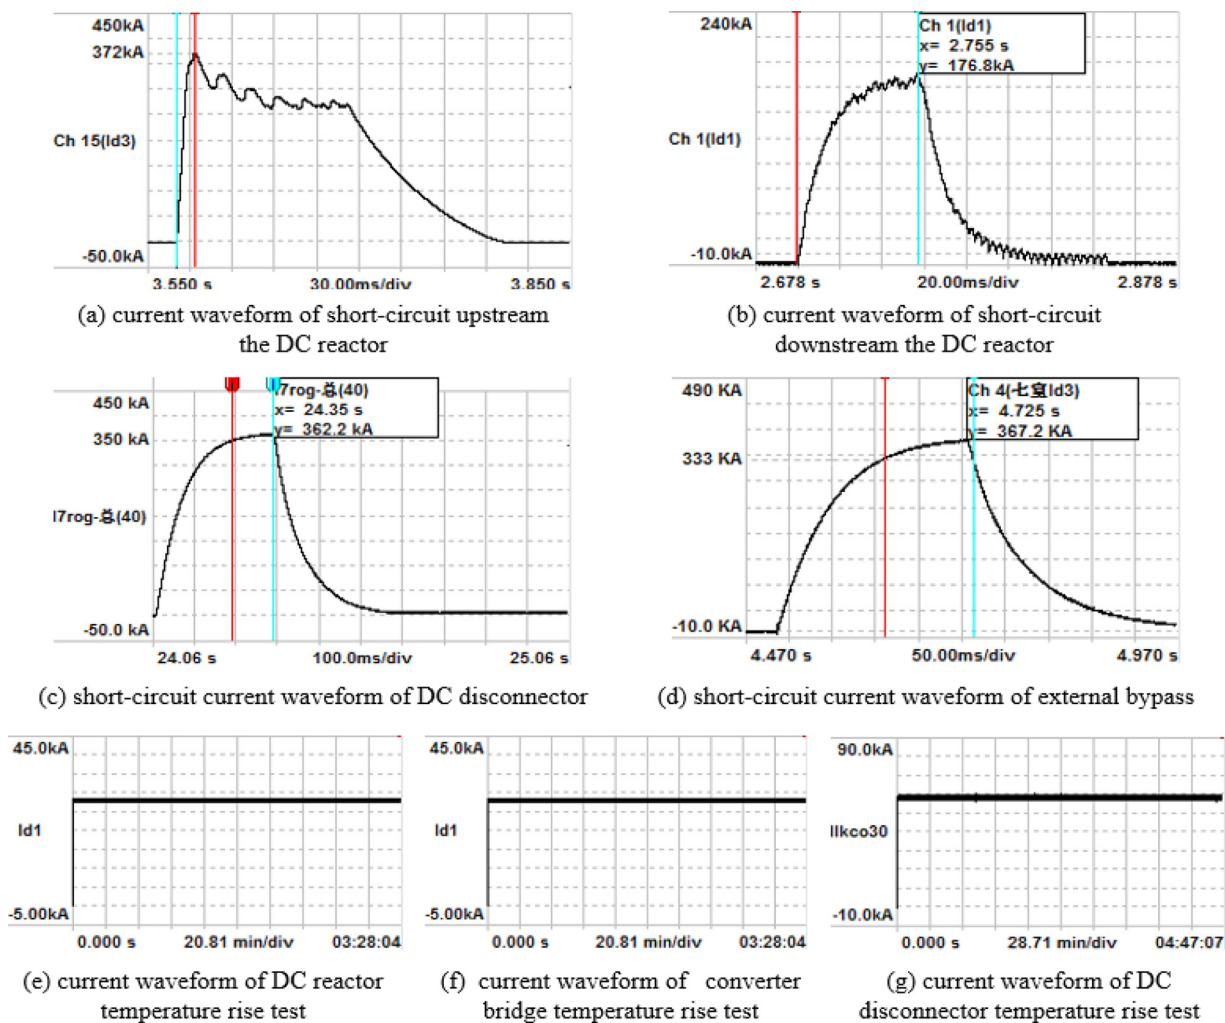 450kA
372kA
Ch 15(Id3)
-50.0kA
3.550 s 30.00ms/div 3.850 s
(a) current waveform of short-circuit upstream
the DC reactor
240kA
Ch 1(Id1)
x= 2.755 s
y= 176.8kA
Ch 1(Id1)
-10.0kA
2.678 s 20.00ms/div 2.878 s
(b) current waveform of short-circuit
downstream the DC reactor
450 kA
350 kA
I7rog-总(40)
x= 24.35 s
y= 362.2 kA
I7rog-总(40)
-50.0 kA
24.06 s 100.0ms/div 25.06 s
(c) short-circuit current waveform of DC disconnector
490 KA
333 KA
Ch 4(七室Id3)
x= 4.725 s
y= 367.2 KA
-10.0 KA
4.470 s 50.00ms/div 4.970 s
(d) short-circuit current waveform of external bypass
45.0kA
Id1
-5.00kA
0.000 s 20.81 min/div 03:28:04
(e) current waveform of DC reactor
temperature rise test
45.0kA
Id1
-5.00kA
0.000 s 20.81 min/div 03:28:04
(f) current waveform of converter
bridge temperature rise test
90.0kA
Ilkco30
-10.0kA
0.000 s 28.71 min/div 04:47:07
(g) current waveform of DC
disconnector temperature rise test